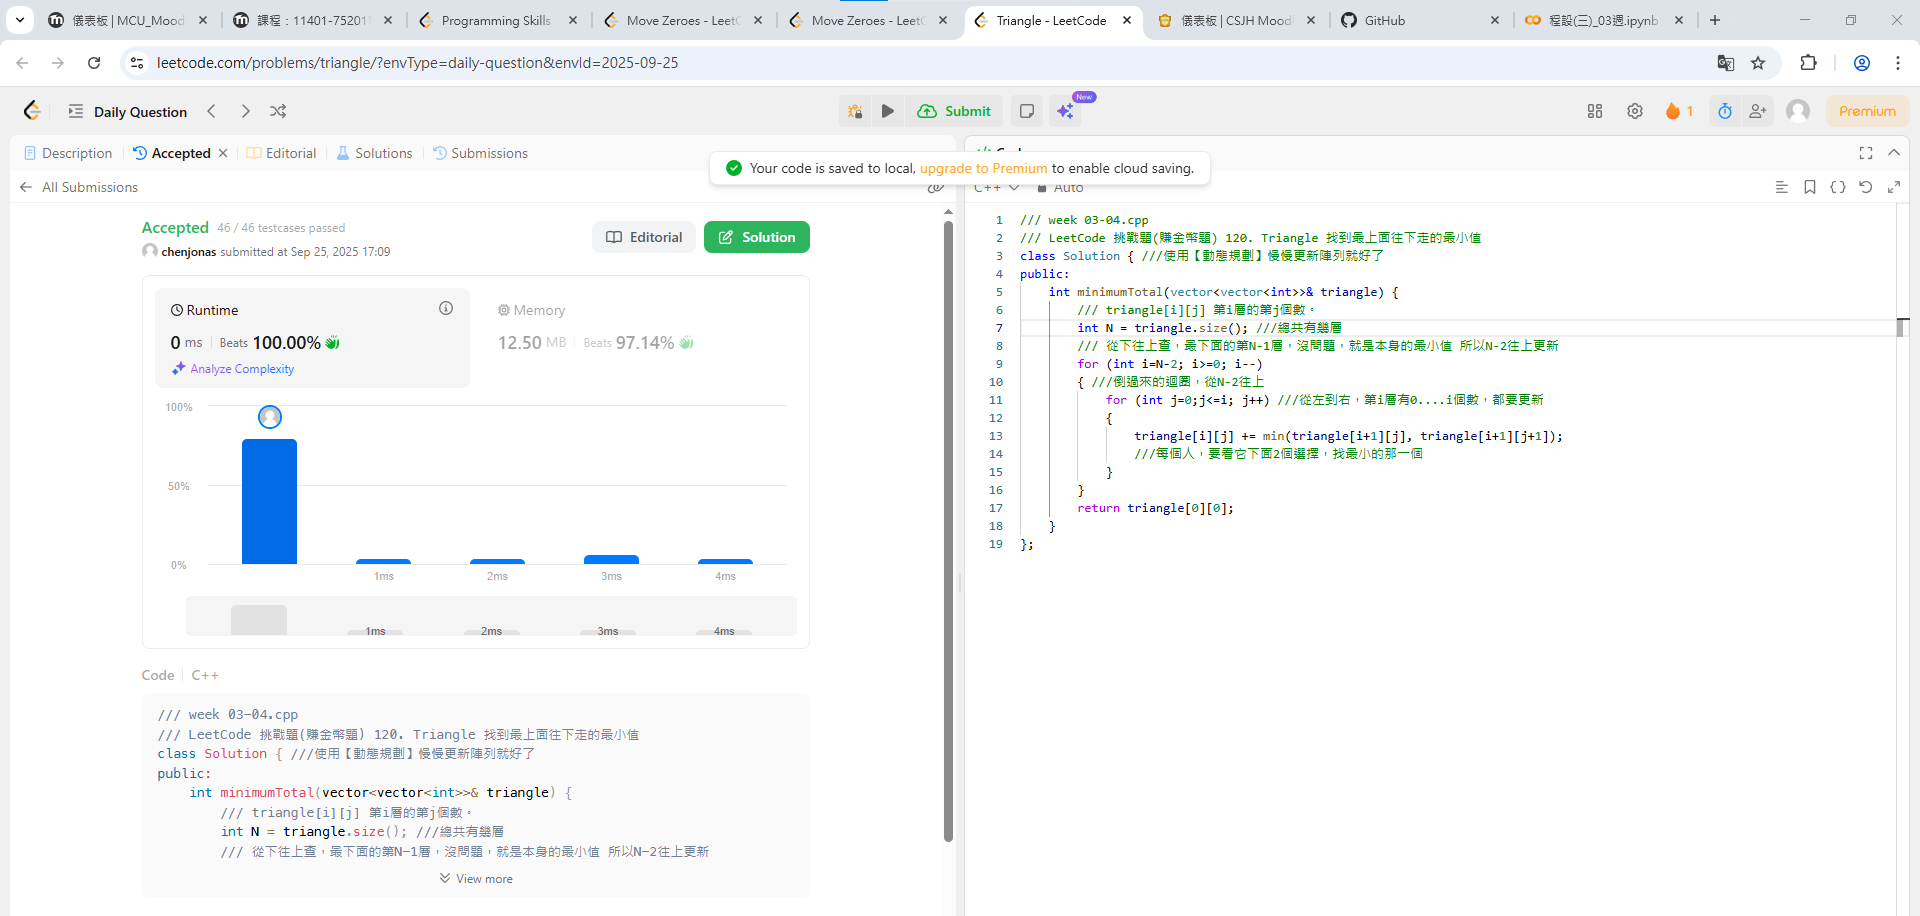 儀表板 | MCU_Mood
課程：11401-75201
Programming Skills
Move Zeroes - LeetC
Move Zeroes - LeetC
Triangle - LeetCode
儀表板 | CSJH Mood
GitHub
程設(三)_03週.ipynb
leetcode.com/problems/triangle/?envType=daily-question&envId=2025-09-25
Daily Question
Submit
New
1
Premium
Description
Accepted
Editorial
Solutions
Submissions
Your code is saved to local, upgrade to Premium to enable cloud saving.
All Submissions
C++
Auto
Accepted 46 / 46 testcases passed
chenjonas submitted at Sep 25, 2025 17:09
Editorial
Solution
Runtime
0 ms Beats 100.00%
Analyze Complexity
Memory
12.50 MB Beats 97.14%
100%
50%
0%
1ms 2ms 3ms 4ms
1ms 2ms 3ms 4ms
Code C++
/// week 03-04.cpp
/// LeetCode 挑戰題(賺金幣題) 120. Triangle 找到最上面往下走的最小值
class Solution { ///使用【動態規劃】慢慢更新陣列就好了
public:
int minimumTotal(vector<vector<int>>& triangle) {
/// triangle[i][j] 第i層的第j個數。
int N = triangle.size(); ///總共有幾層
/// 從下往上查，最下面的第N-1層，沒問題，就是本身的最小值 所以N-2往上更新
View more
1 /// week 03-04.cpp
2 /// LeetCode 挑戰題(賺金幣題) 120. Triangle 找到最上面往下走的最小值
3 class Solution { ///使用【動態規劃】慢慢更新陣列就好了
4 public:
5 int minimumTotal(vector<vector<int>>& triangle) {
6 /// triangle[i][j] 第i層的第j個數。
7 int N = triangle.size(); ///總共有幾層
8 /// 從下往上查，最下面的第N-1層，沒問題，就是本身的最小值 所以N-2往上更新
9 for (int i=N-2; i>=0; i--)
10 { ///倒過來的迴圈，從N-2往上
11 for (int j=0;j<=i; j++) ///從左到右，第i層有0....i個數，都要更新
12 {
13 triangle[i][j] += min(triangle[i+1][j], triangle[i+1][j+1]);
14 ///每個人，要看它下面2個選擇，找最小的那一個
15 }
16 }
17 return triangle[0][0];
18 }
19 };